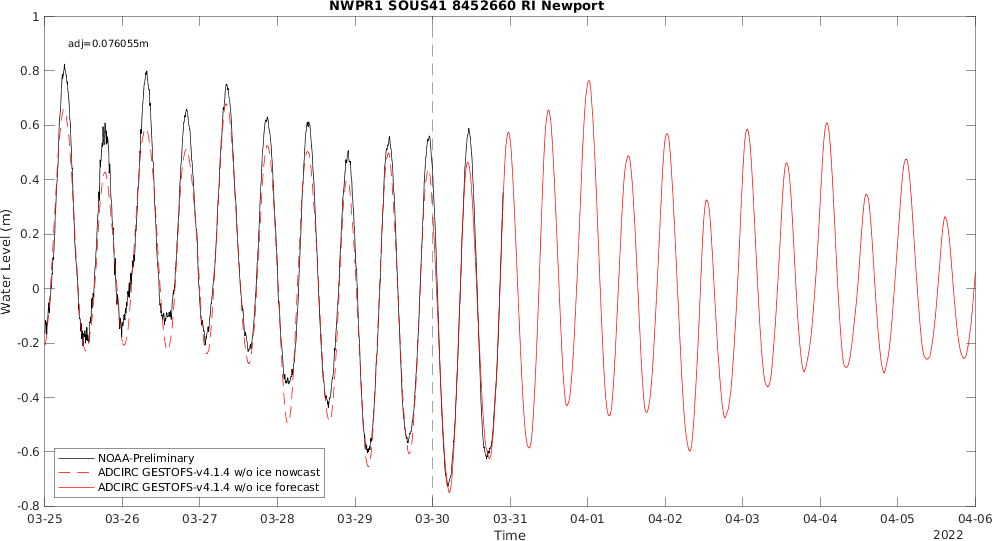 NWPR1 SOUS41 8452660 RI Newport
adj=0.076055m
1
0.8
0.6
0.4
0.2
0
-0.2
-0.4
-0.6
-0.8
Water Level (m)
NOAA-Preliminary
ADCIRC GESTOFS-v4.1.4 w/o ice nowcast
ADCIRC GESTOFS-v4.1.4 w/o ice forecast
03-25 03-26 03-27 03-28 03-29 03-30 03-31 04-01 04-02 04-03 04-04 04-05 04-06
Time
2022